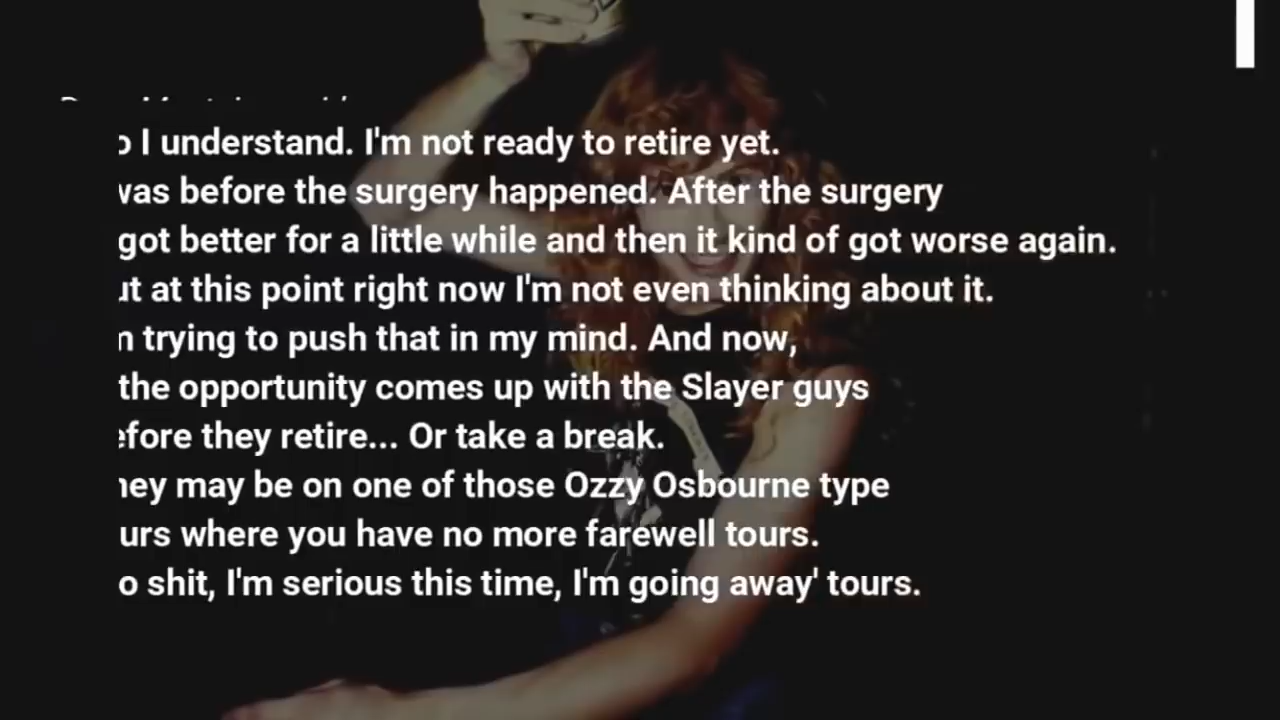 I understand. I'm not ready to retire yet.
was before the surgery happened. After the surgery
got better for a little while and then it kind of got worse again.
at this point right now I'm not even thinking about it.
trying to push that in my mind. And now,
the opportunity comes up with the Slayer guys
efore they retire... Or take a break.
hey may be on one of those Ozzy Osbourne type
urs where you have no more farewell tours.
o shit, I'm serious this time, I'm going away' tours.